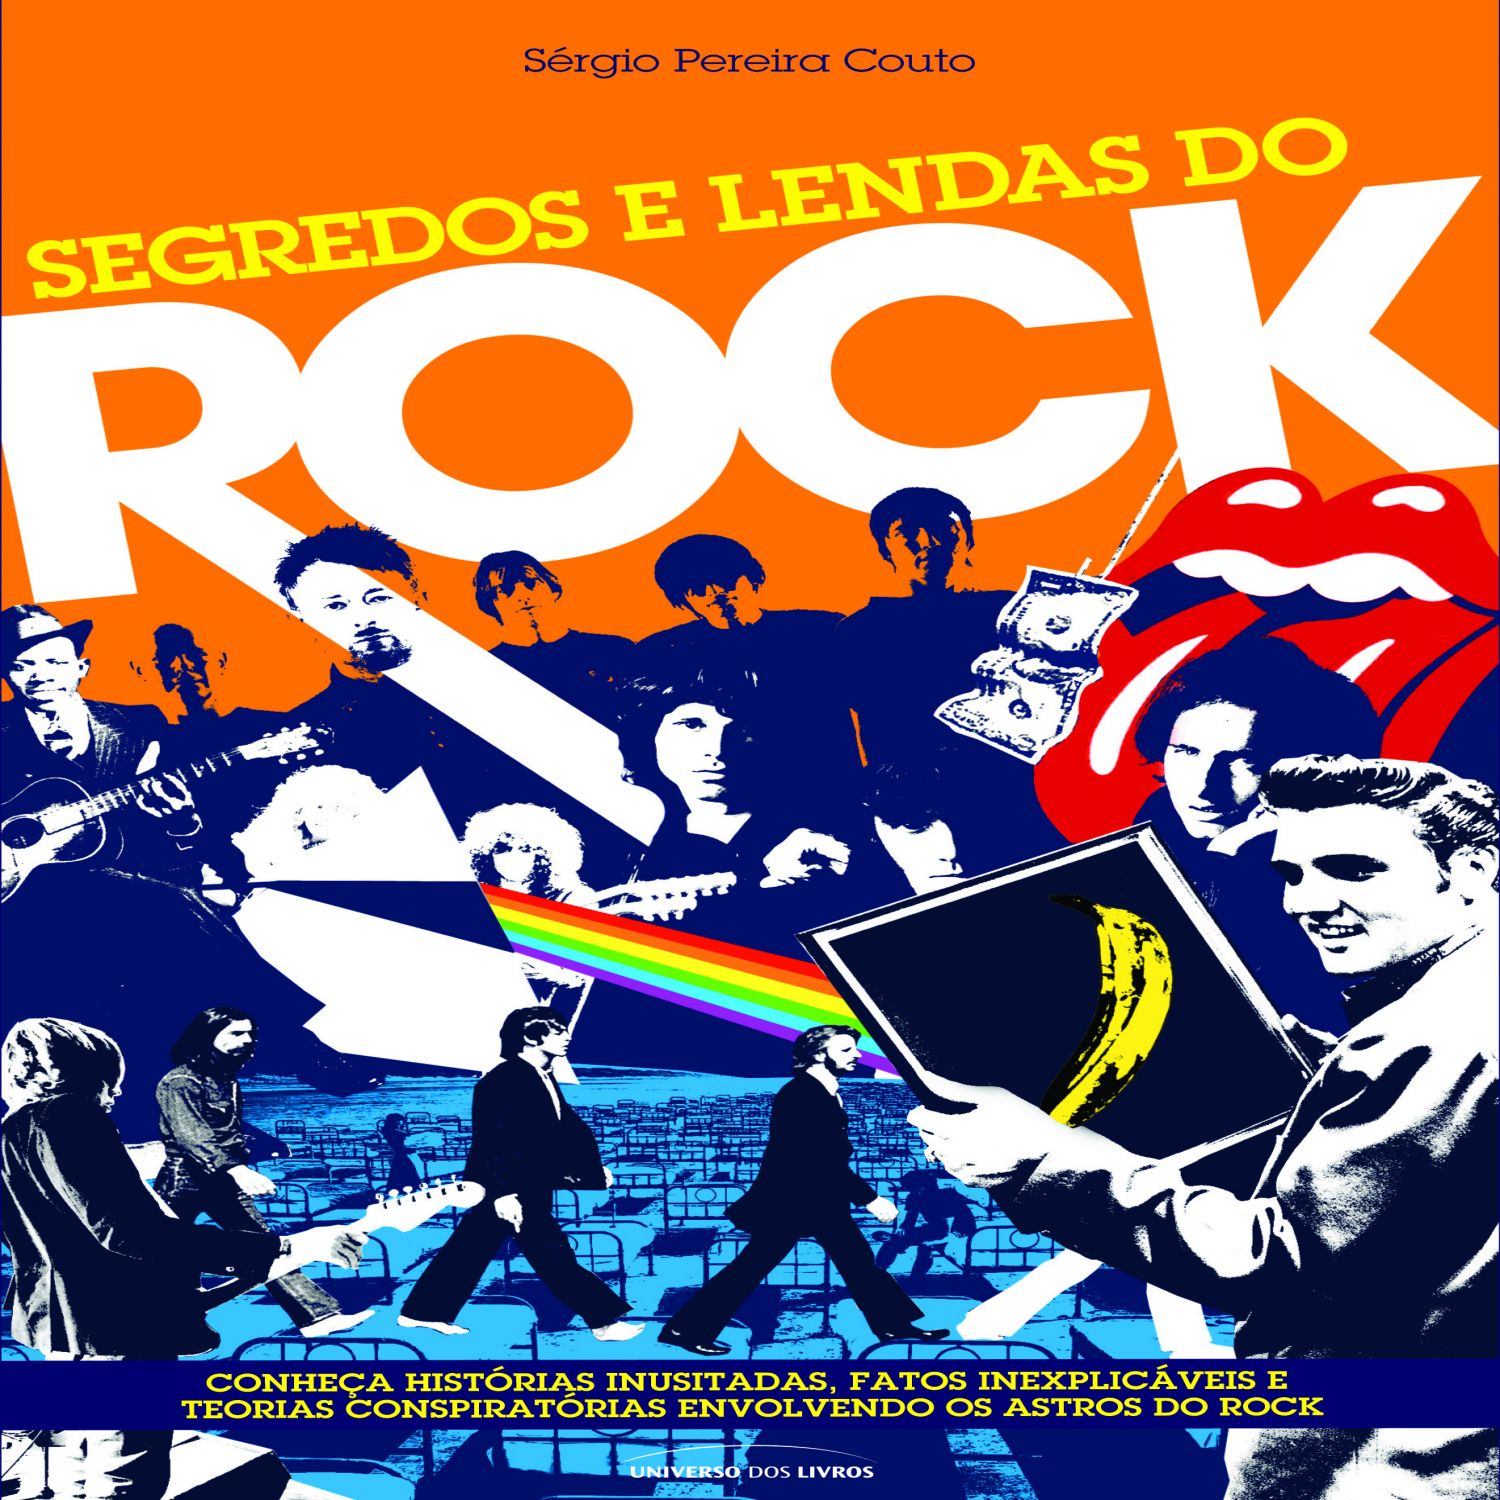 Sérgio Pereira Couto
SEGREDOS E LENDAS DO
ROCK
CONHEÇA HISTÓRIAS INUSITADAS, FATOS INEXPLICÁVEIS E
TEORIAS CONSPIRATÓRIAS ENVOLVENDO OS ASTROS DO ROCK
UNIVERSO DOS LIVROS